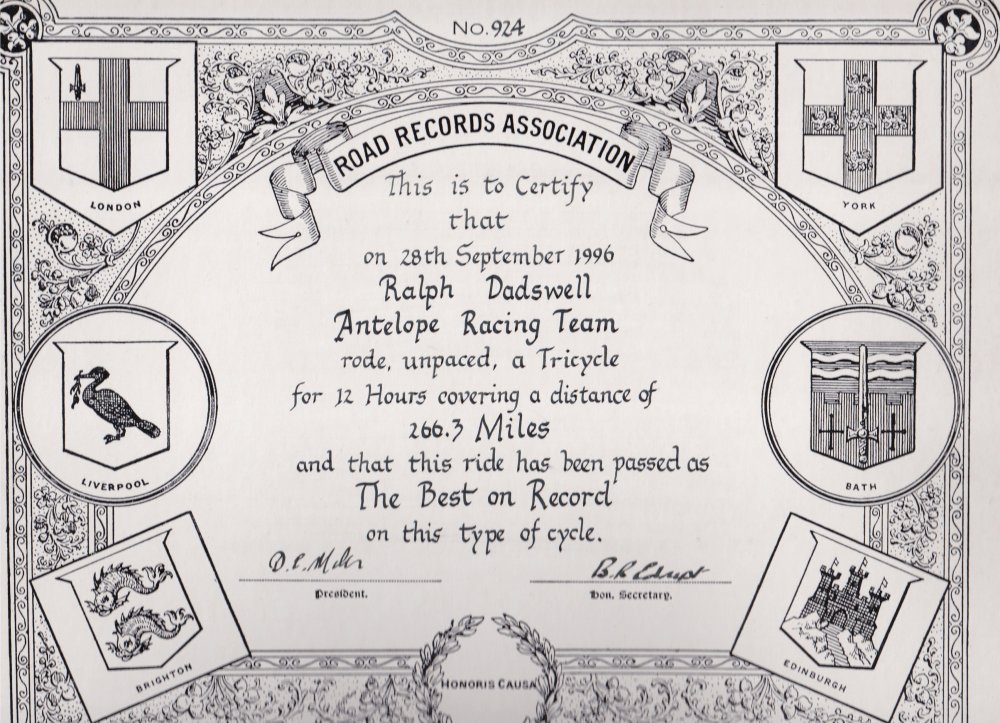 No. 924
LONDON
YORK
ROAD RECORDS ASSOCIATION
This is to Certify
that
on 28th September 1996
Ralph Dadswell
Antelope Racing Team
rode, unpaced, a Tricycle
for 12 Hours covering a distance of
266.3 Miles
and that this ride has been passed as
The Best on Record
on this type of cycle.
LIVERPOOL
BATH
President.
Hon. Secretary.
BRIGHTON
EDINBURGH
HONORIS CAUSA